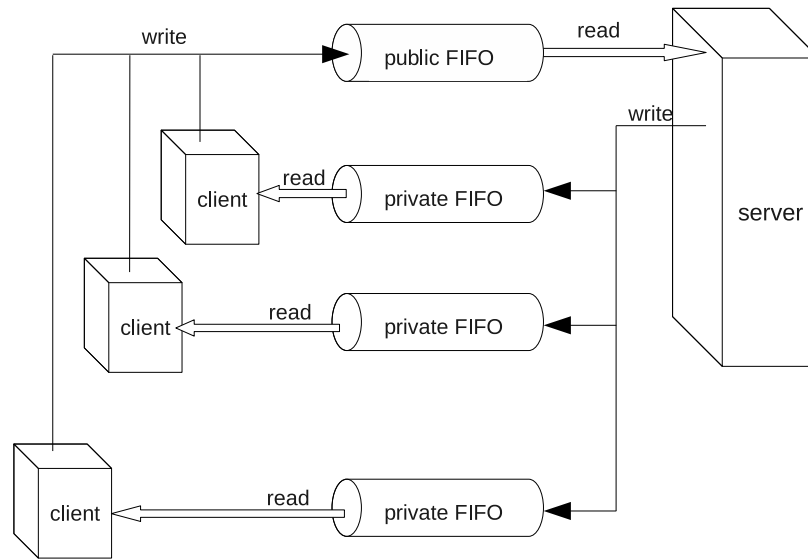 write
public FIFO
read
write
client
read
private FIFO
server
client
read
private FIFO
client
read
private FIFO